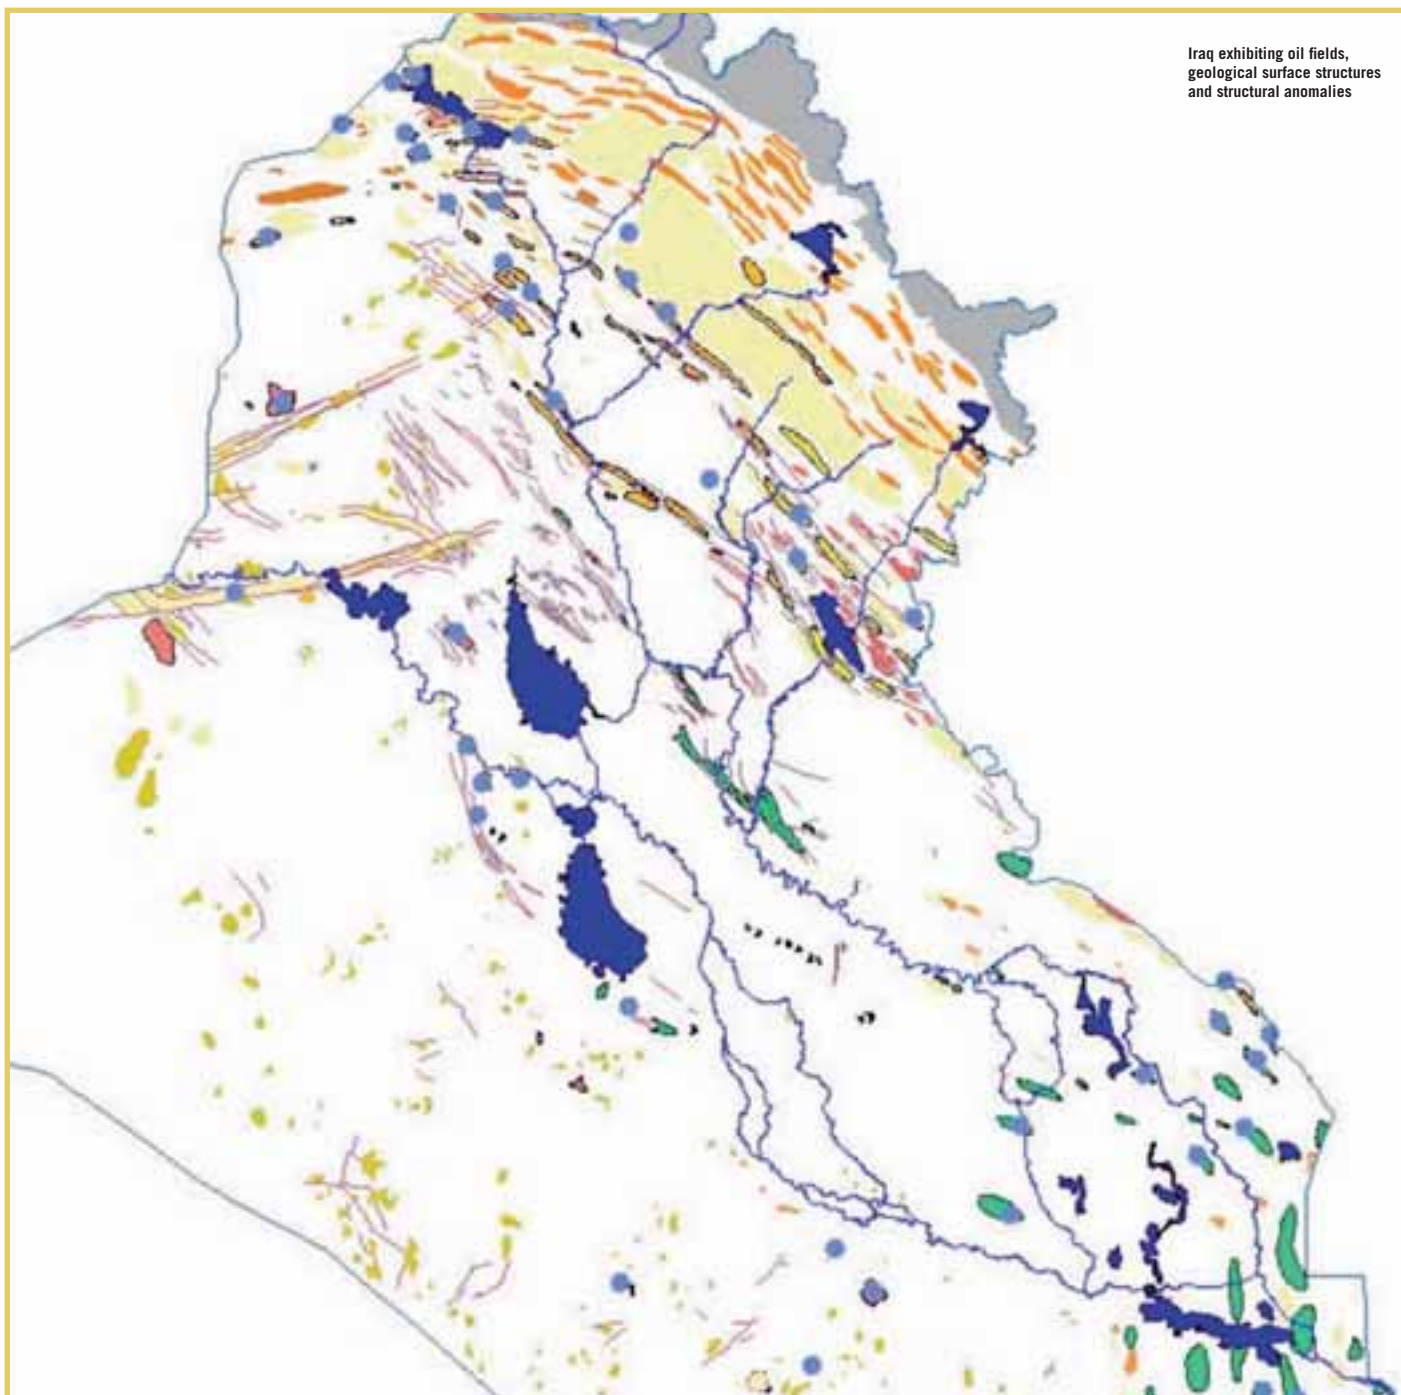 Iraq exhibiting oil fields,
geological surface structures
and structural anomalies